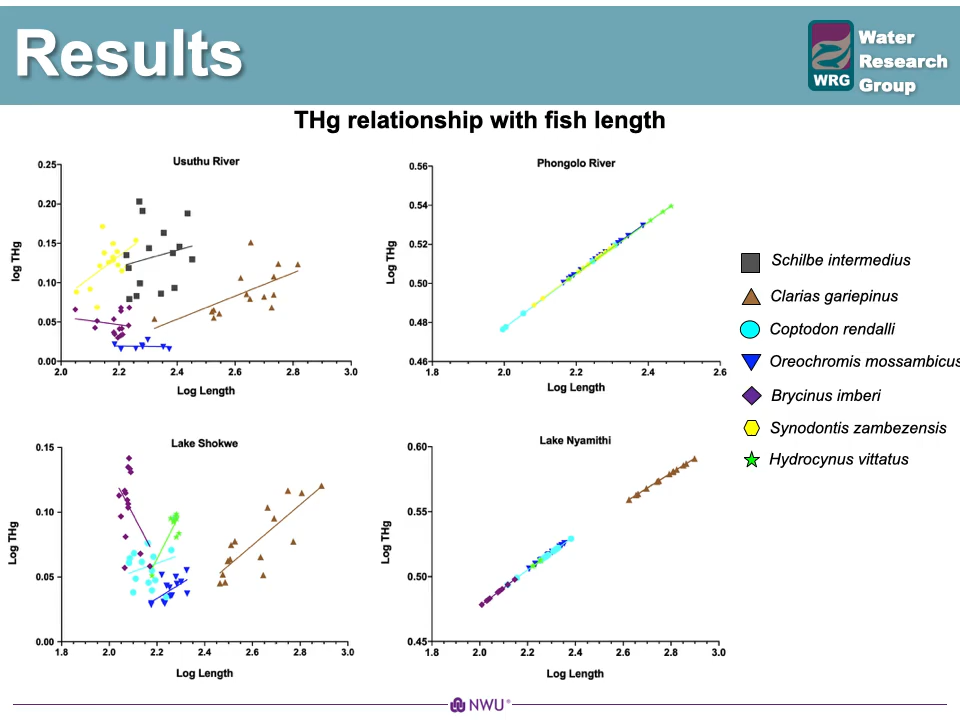 Results
Water
Research
Group
WRG
THg relationship with fish length
Usuthu River
log THg
0.25
0.20
0.15
0.10
0.05
0.00
2.0 2.2 2.4 2.6 2.8 3.0
Log Length
Phongolo River
Log THg
0.56
0.54
0.52
0.50
0.48
0.46
1.8 2.0 2.2 2.4 2.6
Log Length
Schilbe intermedius
Clarias gariepinus
Coptodon rendalli
Oreochromis mossambicus
Brycinus imberi
Synodontis zambezensis
Hydrocynus vittatus
Lake Shokwe
Log THg
0.15
0.10
0.05
0.00
1.8 2.0 2.2 2.4 2.6 2.8 3.0
Log Length
Lake Nyamithi
Log THg
0.60
0.55
0.50
0.45
1.8 2.0 2.2 2.4 2.6 2.8 3.0
Log Length
NWU®